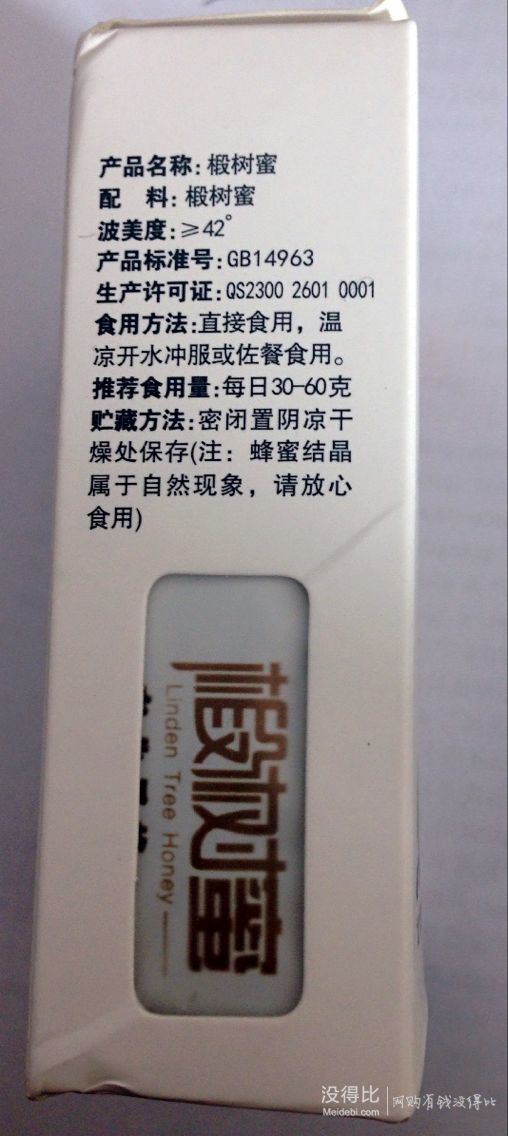 产品名称:椴树蜜
配 料:椴树蜜
波美度:≥42°
产品标准号:GB14963
生产许可证:QS2300 2601 0001
食用方法:直接食用，温
凉开水冲服或佐餐食用。
推荐食用量:每日30-60克
贮藏方法:密闭置阴凉干
燥处保存(注：蜂蜜结晶
属于自然现象，请放心
食用)
椴树蜜
Linden Tree Honey
没得比
Meidebi.com
网购有钱没得比